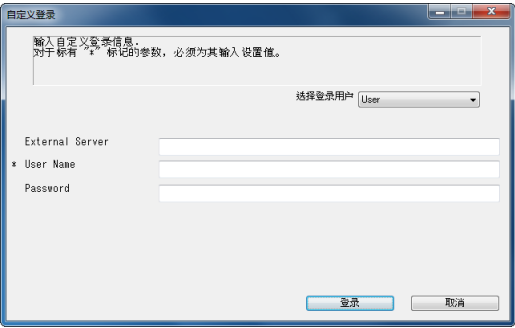 自定义登录
输入自定义登录信息.
对于标有 "*" 标记的参数，必须为其输入设置值。
选择登录用户 User
External Server
* User Name
Password
登录 取消